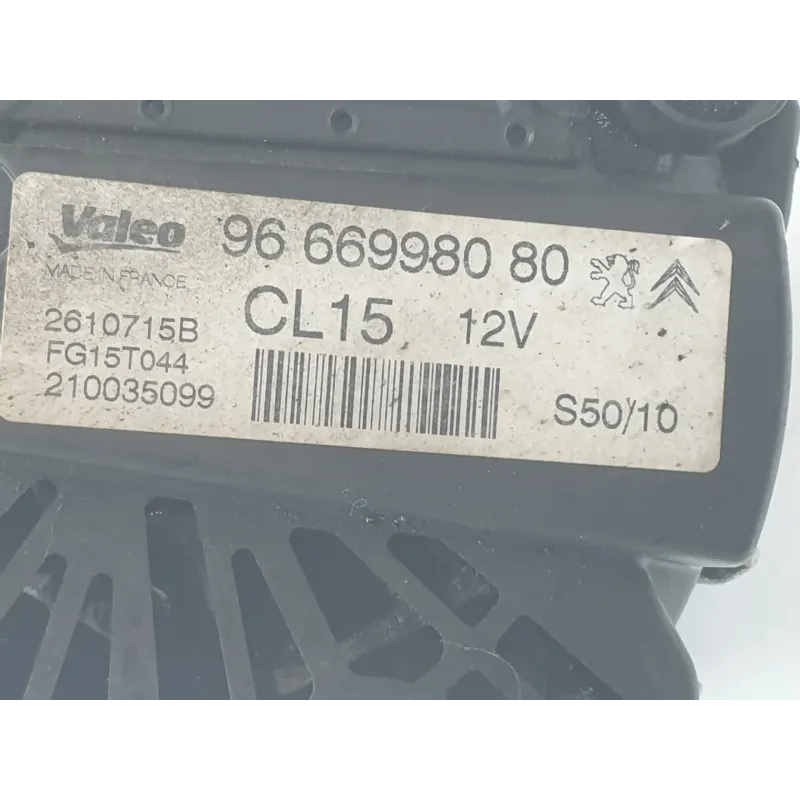 Valeo 96 669980 80
MADE IN FRANCE
2610715B CL15 12V
FG15T044
210035099 S50/10